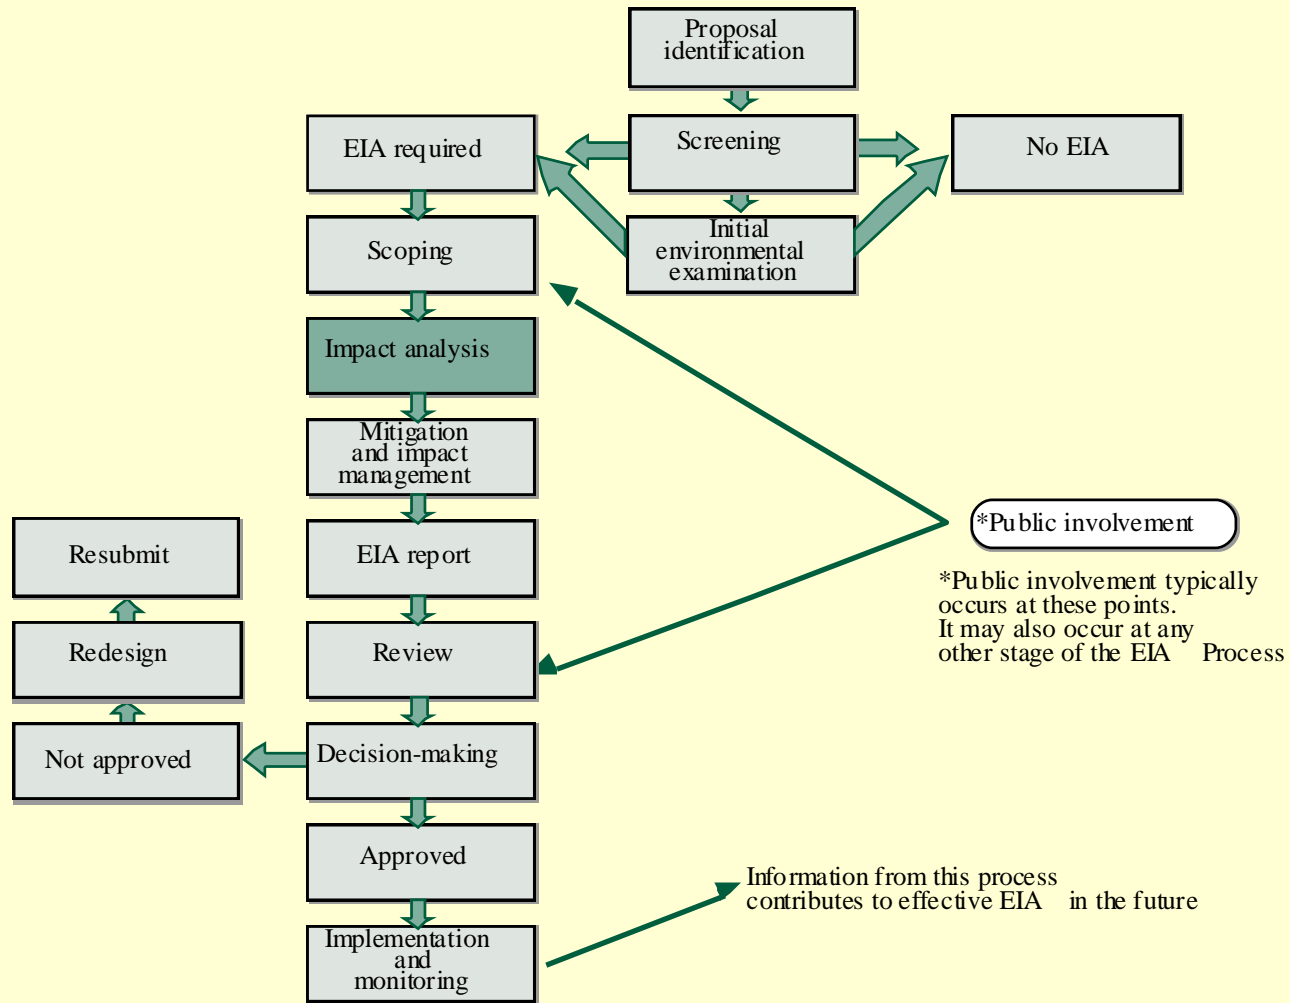 Proposal
identification
EIA required
Screening
No EIA
Scoping
Initial
environmental
examination
Impact analysis
Mitigation
and impact
management
*Public involvement
Resubmit
EIA report
*Public involvement typically
occurs at these points.
It may also occur at any
other stage of the EIA Process
Redesign
Review
Not approved
Decision-making
Approved
Information from this process
contributes to effective EIA in the future
Implementation
and
monitoring